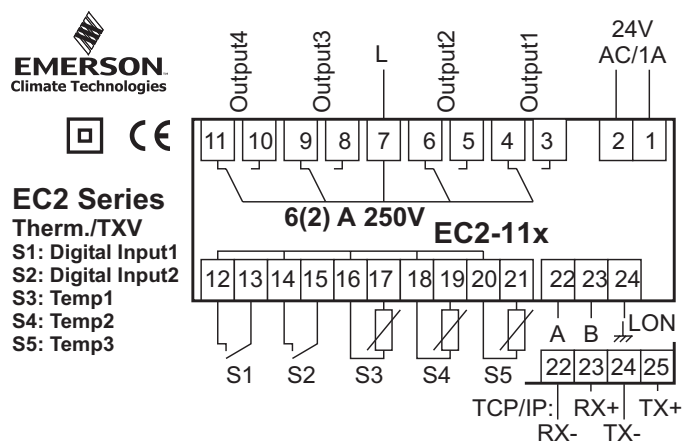 EMERSON
Climate Technologies
CE
EC2 Series
Therm./TXV
S1: Digital Input1
S2: Digital Input2
S3: Temp1
S4: Temp2
S5: Temp3
Output4
Output3
L
Output2
Output1
24V
AC/1A
11 10 9 8 7 6 5 4 3 2 1
6(2) A 250V
EC2-11x
12 13 14 15 16 17 18 19 20 21 22 23 24
A B LON
S1 S2 S3 S4 S5
22 23 24 25
TCP/IP: RX+ TX+
RX- TX-